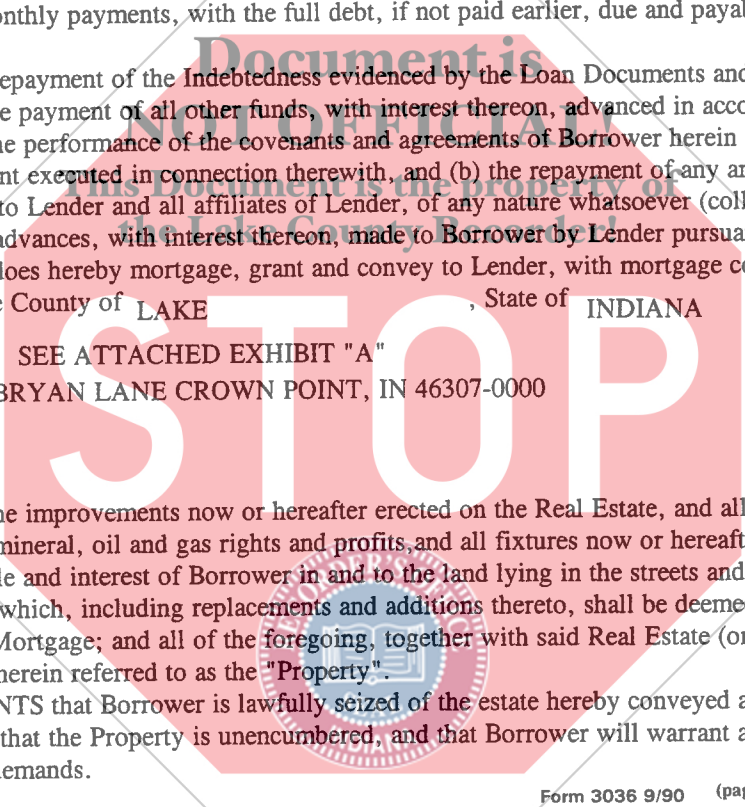 onthly payments, with the full debt, if not paid earlier, due and payab
Document is
epayment of the Indebtedness evidenced by the Loan Documents and
e payment of all other funds, with interest thereon, advanced in acco
NOT OFFICIAL!
ne performance of the covenants and agreements of Borrower herein
nt executed in connection therewith, and (b) the repayment of any an
This Document is the property of
to Lender and all affiliates of Lender, of any nature whatsoever (coll
the Lake County Recorder!
advances, with interest thereon, made to Borrower by Lender pursua
does hereby mortgage, grant and convey to Lender, with mortgage co
e County of LAKE , State of INDIANA
SEE ATTACHED EXHIBIT "A"
BRYAN LANE CROWN POINT, IN 46307-0000
STOP
ne improvements now or hereafter erected on the Real Estate, and all
mineral, oil and gas rights and profits,and all fixtures now or hereaft
le and interest of Borrower in and to the land lying in the streets and
which, including replacements and additions thereto, shall be deeme
Mortgage; and all of the foregoing, together with said Real Estate (or
herein referred to as the "Property".
NTS that Borrower is lawfully seized of the estate hereby conveyed a
that the Property is unencumbered, and that Borrower will warrant a
demands.
INDIANA
Form 3036 9/90 (pag